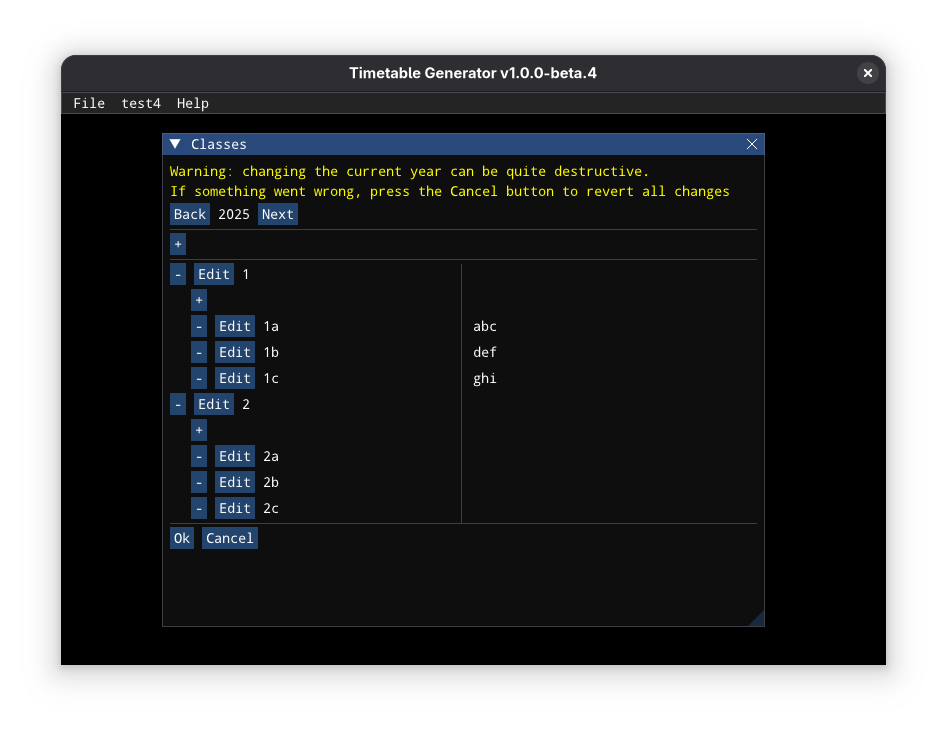 Timetable Generator v1.0.0-beta.4
File test4 Help
Classes
Warning: changing the current year can be quite destructive.
If something went wrong, press the Cancel button to revert all changes
Back 2025 Next
+
- Edit 1
+
- Edit 1a abc
- Edit 1b def
- Edit 1c ghi
- Edit 2
+
- Edit 2a
- Edit 2b
- Edit 2c
Ok Cancel